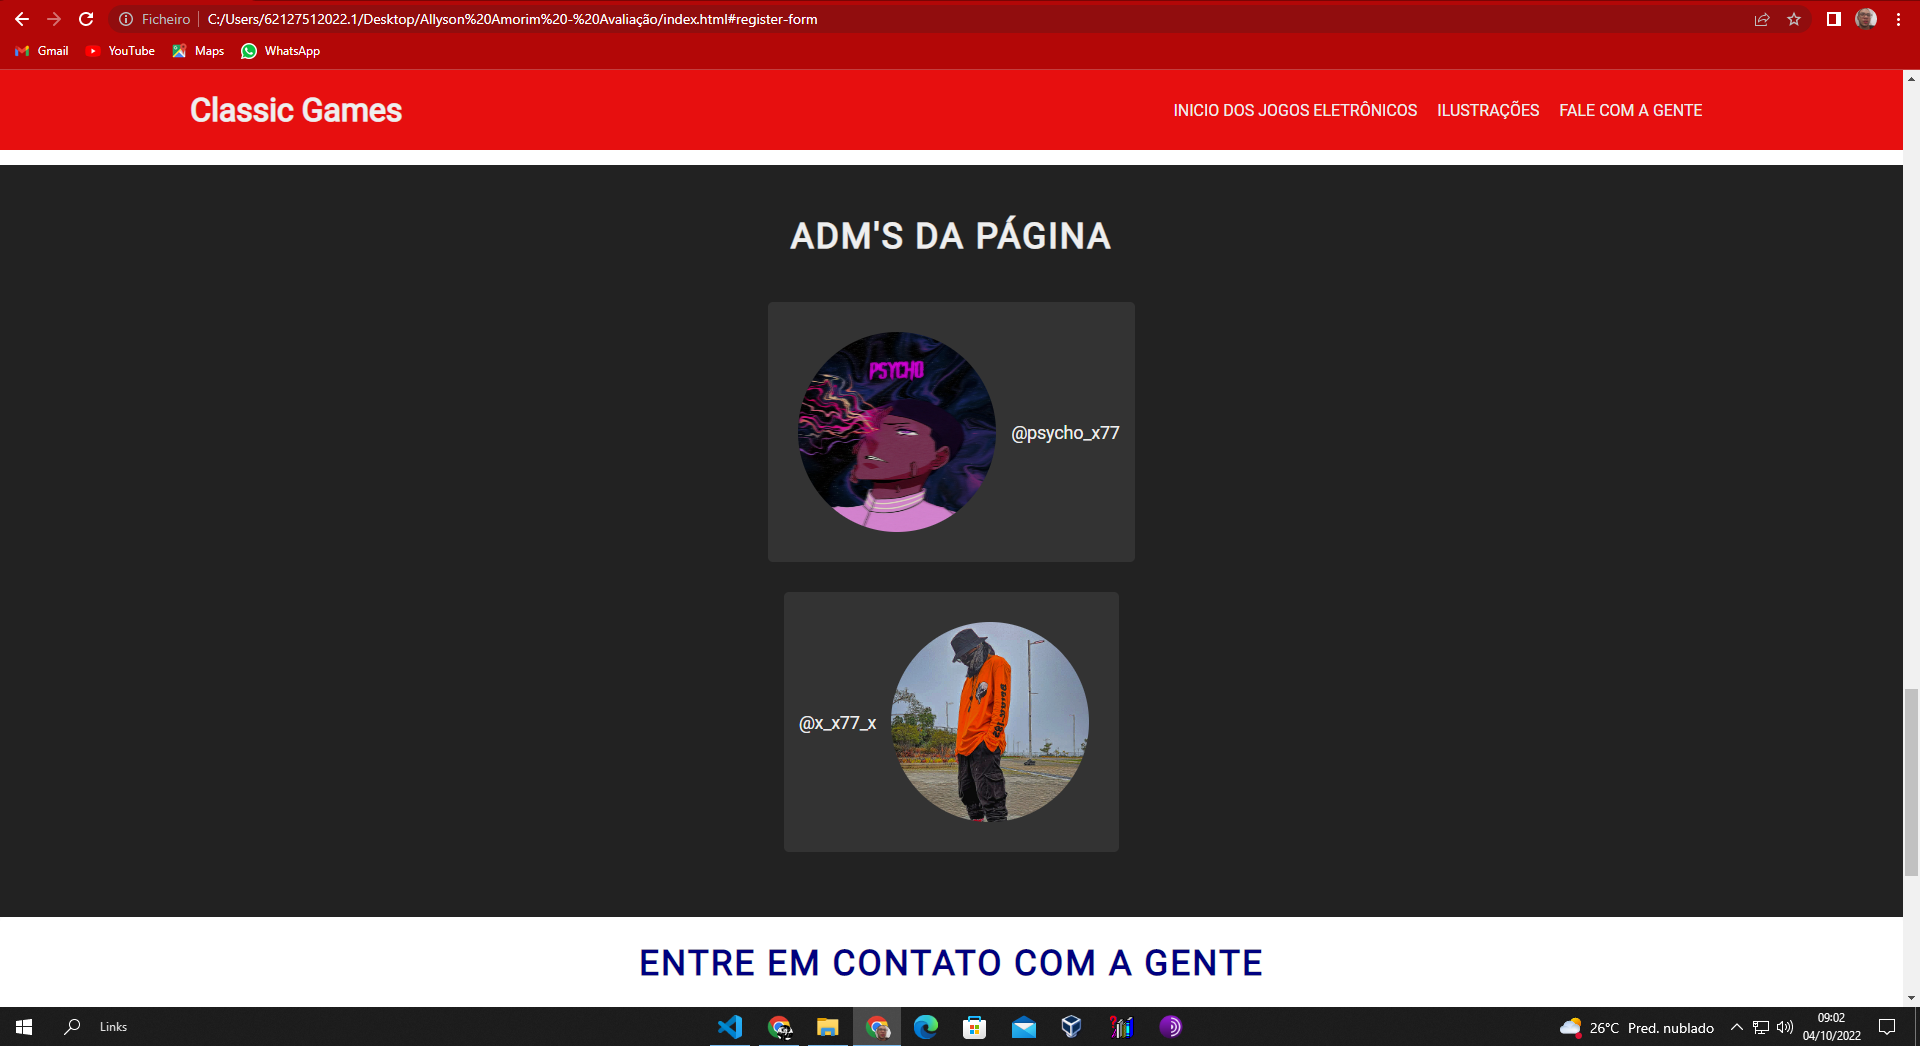 Ficheiro C:/Users/62127512022.1/Desktop/Allyson%20Amorim%20-%20Avaliação/index.html#register-form
Gmail YouTube Maps WhatsApp
Classic Games INICIO DOS JOGOS ELETRÔNICOS ILUSTRAÇÕES FALE COM A GENTE
ADM'S DA PÁGINA
PSYCHO
@psycho_x77
@x_x77_x
ENTRE EM CONTATO COM A GENTE
Links 26°C Pred. nublado 09:02
04/10/2022